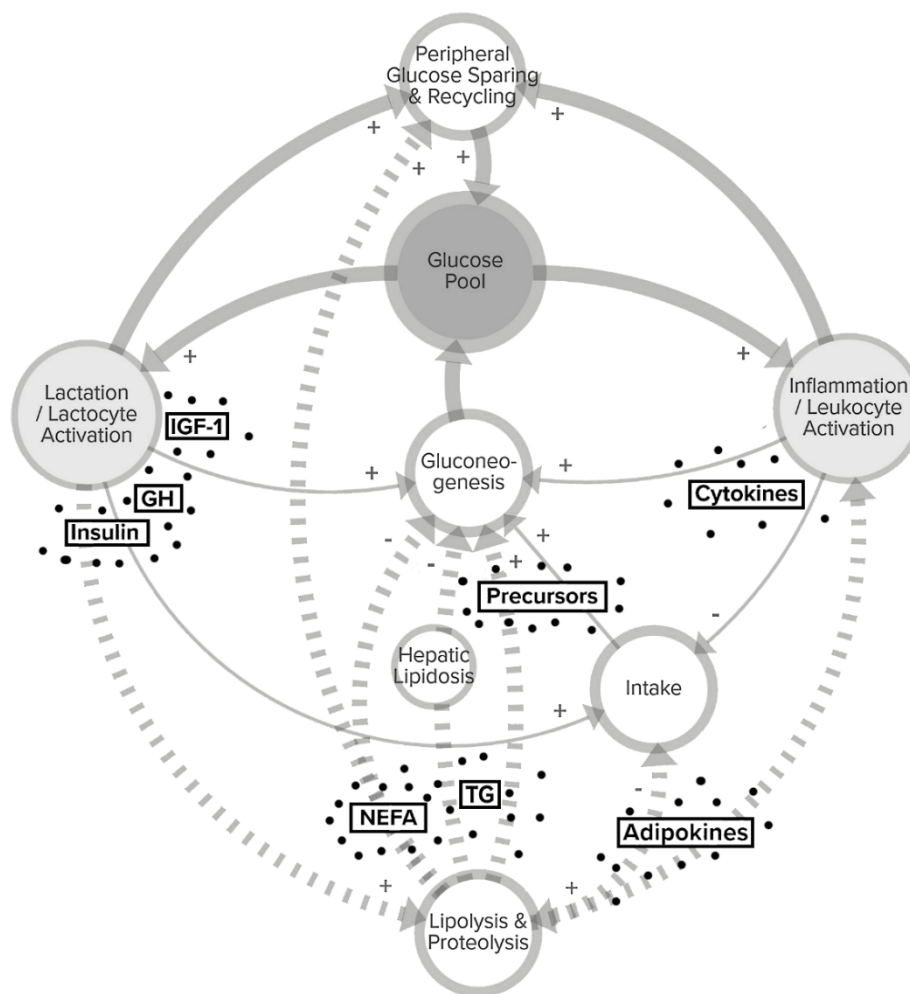 Peripheral
Glucose Sparing
& Recycling
+
+
+
+
Glucose
Pool
+
+
Lactation
/ Lactocyte
Activation
Inflammation
/ Leukocyte
Activation
IGF-1
Gluconeo-
genesis
+
+
Cytokines
GH
Insulin
-
-
+
+
Precursors
-
Hepatic
Lipidosis
Intake
+
TG
-
NEFA
Adipokines
+
+
Lipolysis &
Proteolysis